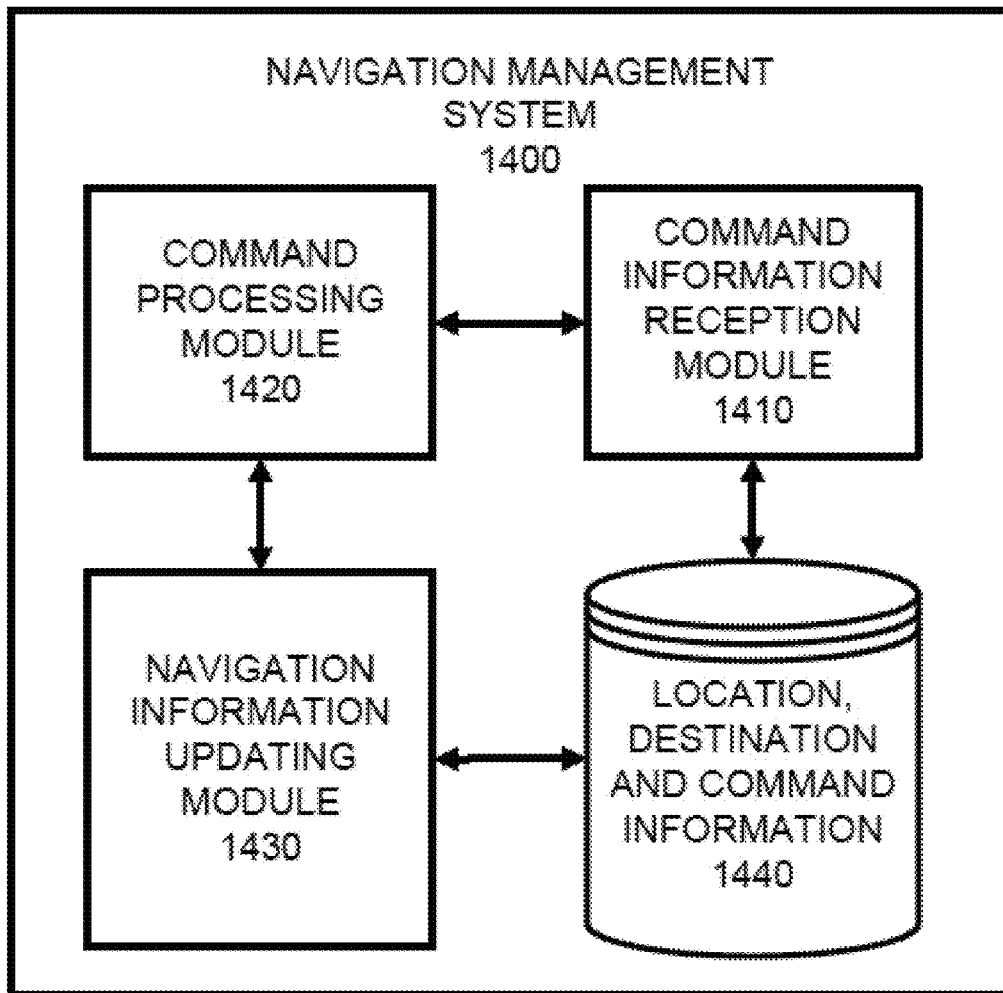 NAVIGATION MANAGEMENT
SYSTEM
1400
COMMAND
PROCESSING
MODULE
1420
COMMAND
INFORMATION
RECEPTION
MODULE
1410
NAVIGATION
INFORMATION
UPDATING
MODULE
1430
LOCATION,
DESTINATION
AND COMMAND
INFORMATION
1440